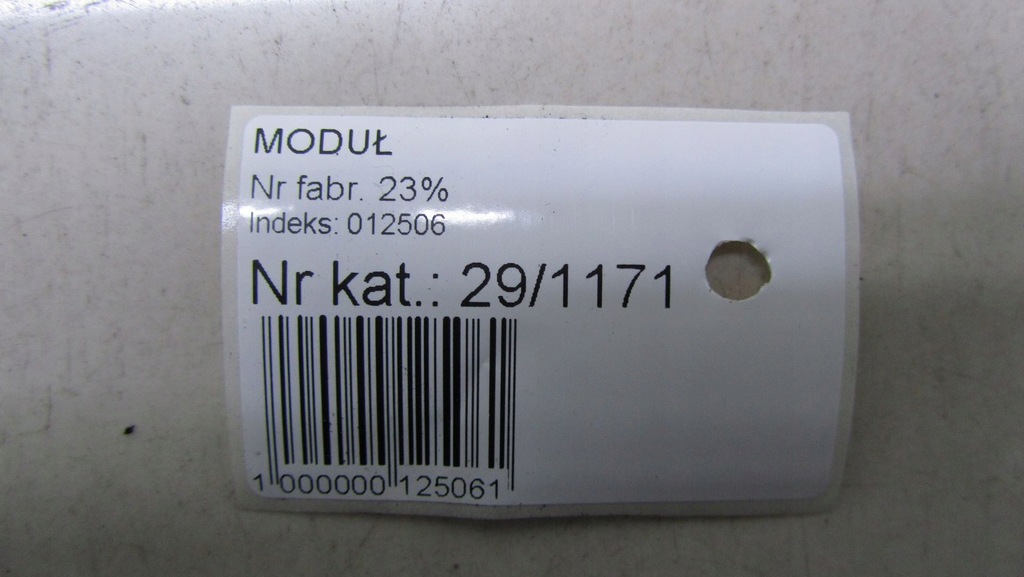 MODUŁ
Nr fabr. 23%
Indeks: 012506
Nr kat.: 29/1171
1 000000 125061